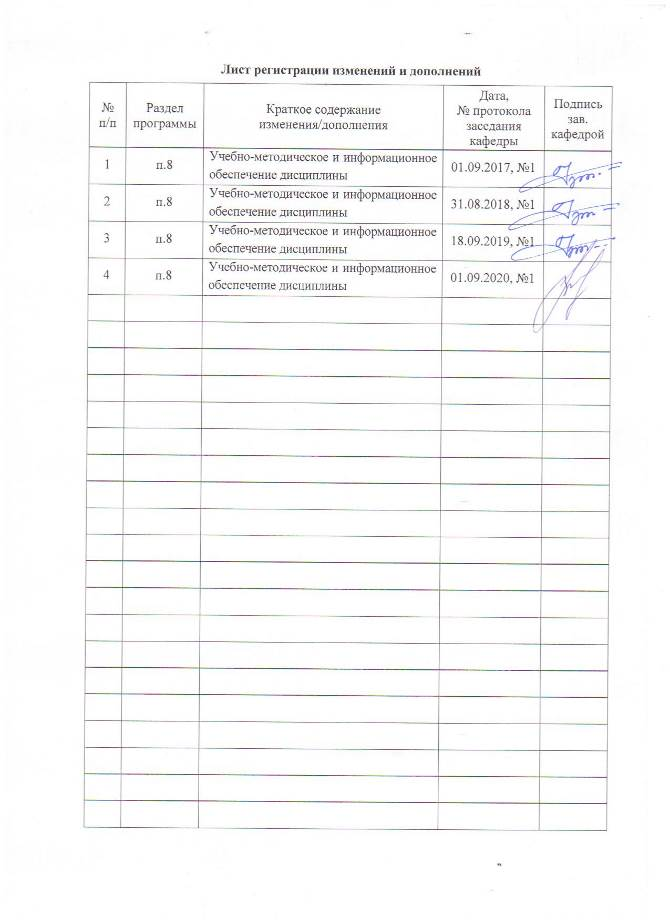 Лист регистрации изменений и дополнений
№ п/п Раздел программы Краткое содержание изменения/дополнения Дата, № протокола заседания кафедры Подпись зав. кафедрой
1 п.8 Учебно-методическое и информационное обеспечение дисциплины 01.09.2017, №1
2 п.8 Учебно-методическое и информационное обеспечение дисциплины 31.08.2018, №1
3 п.8 Учебно-методическое и информационное обеспечение дисциплины 18.09.2019, №1
4 п.8 Учебно-методическое и информационное обеспечение дисциплины 01.09.2020, №1